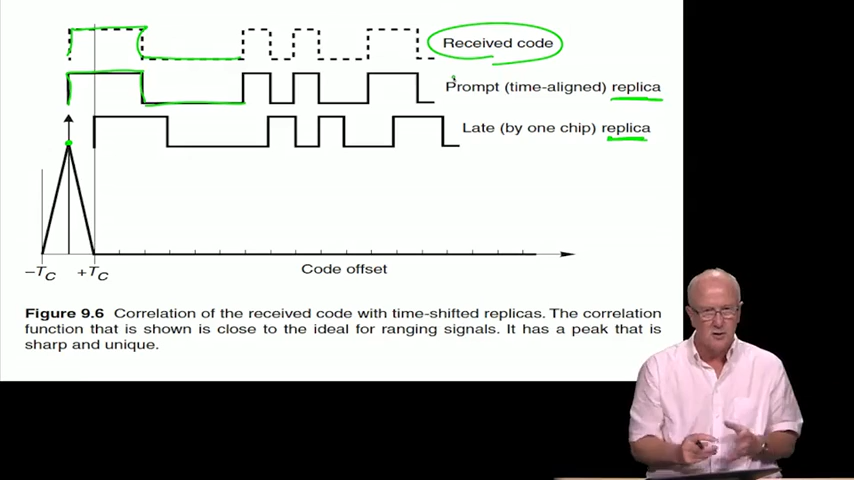 Received code
Prompt (time-aligned) replica
Late (by one chip) replica
–TC
+TC
Code offset
Figure 9.6 Correlation of the received code with time-shifted replicas. The correlation
function that is shown is close to the ideal for ranging signals. It has a peak that is
sharp and unique.